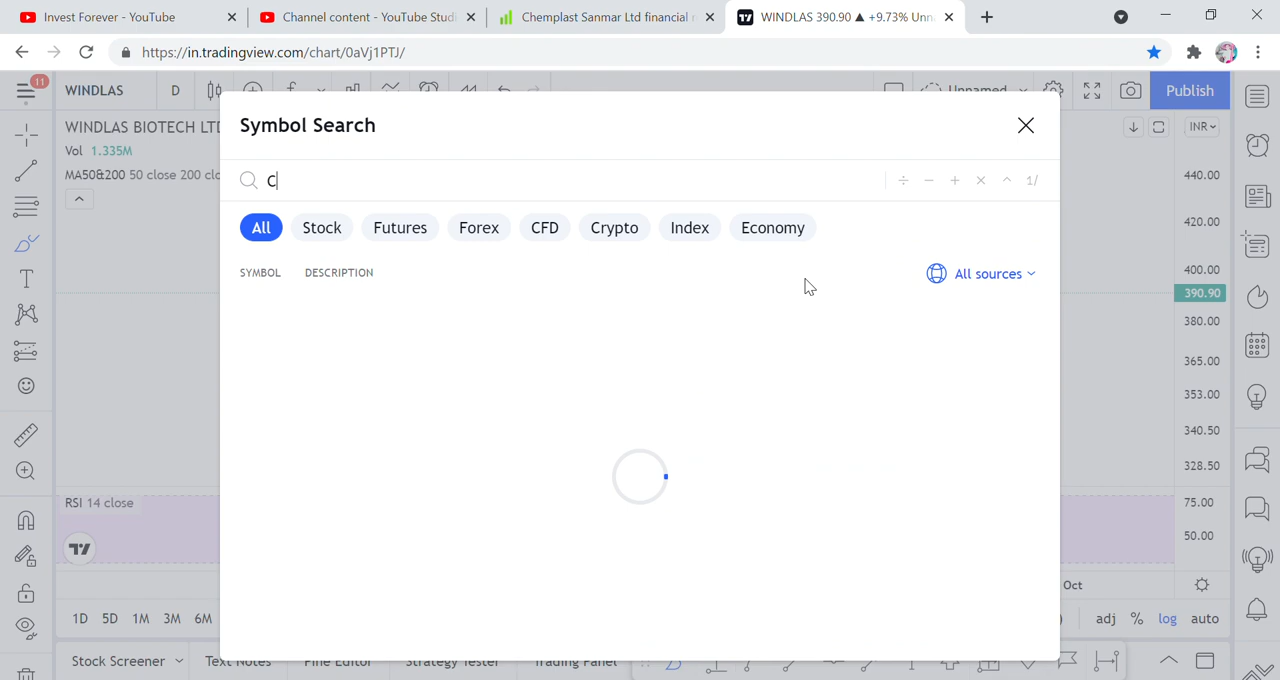 Invest Forever - YouTube
Channel content - YouTube Studi
Chemplast Sanmar Ltd financial r
WINDLAS 390.90 ▲ +9.73% Unn
https://in.tradingview.com/chart/0aVj1PTJ/
11
WINDLAS
D
Unnamed
Publish
WINDLAS BIOTECH LTD
Vol 1.335M
MA50&200 50 close 200 clo
INR
Symbol Search
C
÷ − + × ^ 1/
All
Stock
Futures
Forex
CFD
Crypto
Index
Economy
SYMBOL
DESCRIPTION
All sources
440.00
420.00
400.00
390.90
380.00
365.00
353.00
340.50
328.50
RSI 14 close
75.00
50.00
Oct
1D 5D 1M 3M 6M
adj % log auto
Stock Screener
Text Notes
Pine Editor
Strategy Tester
Trading Panel